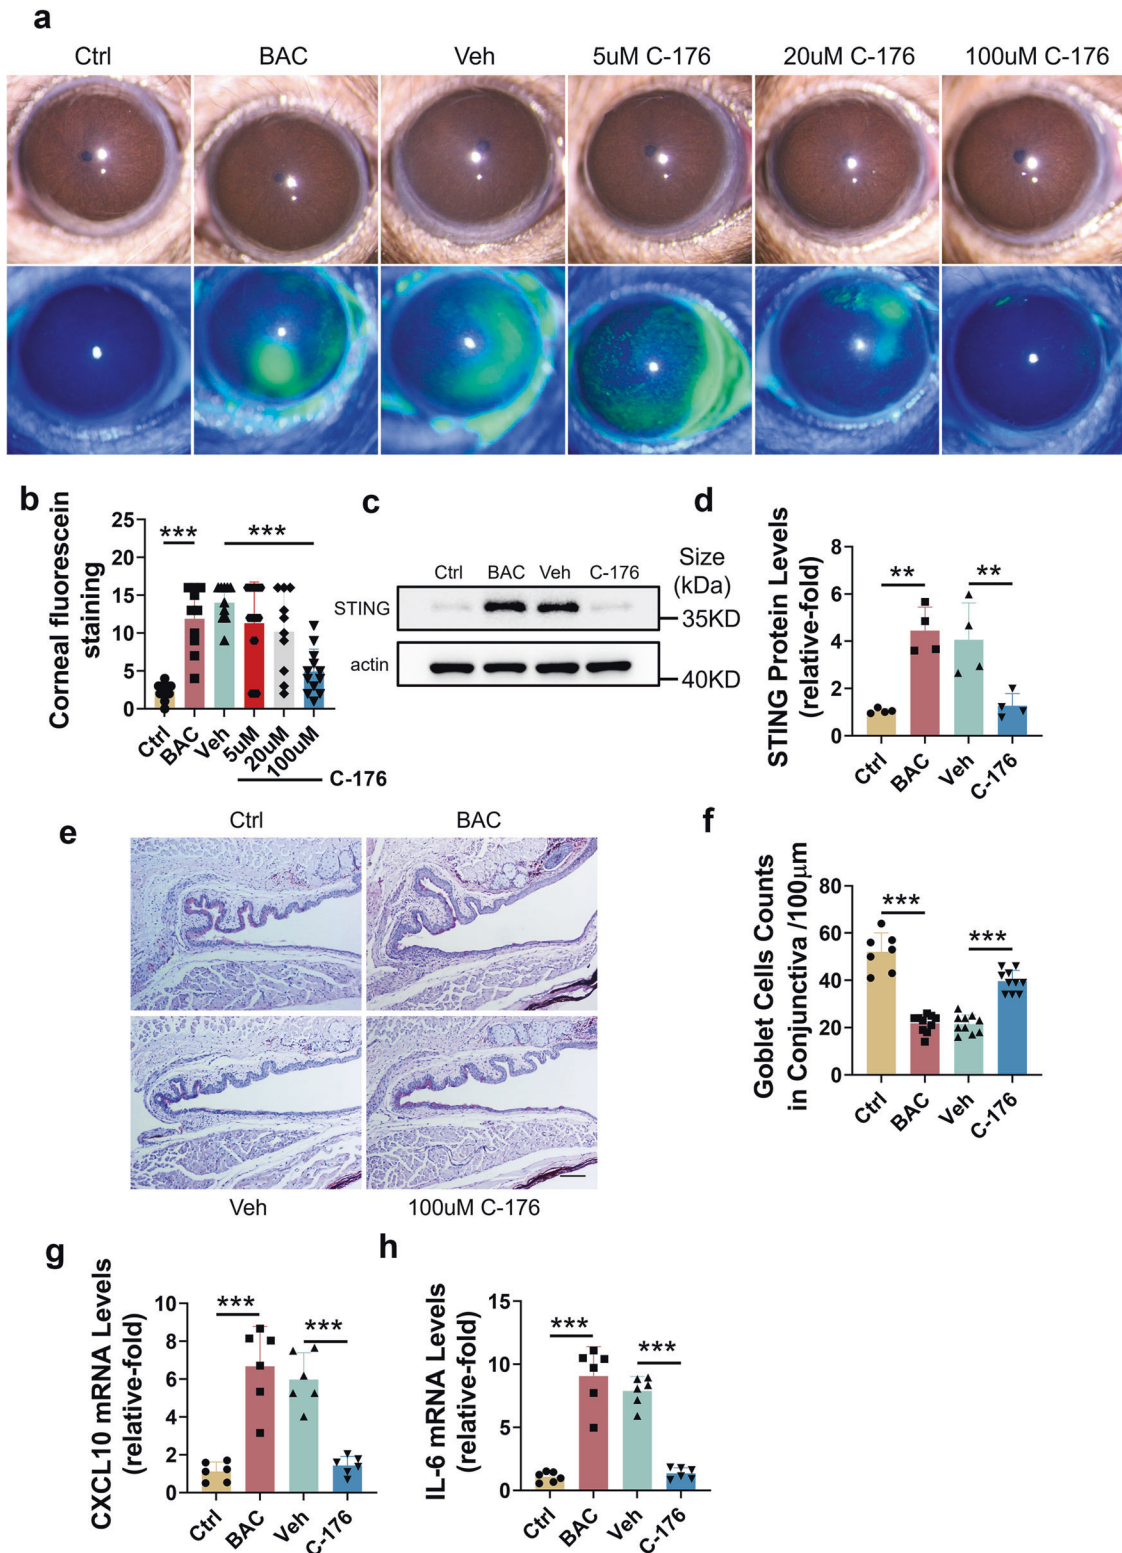 a
Ctrl BAC Veh 5uM C-176 20uM C-176 100uM C-176
b
Corneal fluorescein
staining
25
20
15
10
5
0
*** ***
Ctrl BAC Veh 5uM 20uM 100uM
C-176
c
Ctrl BAC Veh C-176
Size
(kDa)
STING
35KD
actin
40KD
d
STING Protein Levels
(relative-fold)
8
6
4
2
0
** **
Ctrl BAC Veh C-176
e
Ctrl BAC
Veh 100uM C-176
f
Goblet Cells Counts
in Conjunctiva /100μm
80
60
40
20
0
*** ***
Ctrl BAC Veh C-176
g
CXCL10 mRNA Levels
(relative-fold)
10
8
6
4
2
0
*** ***
Ctrl BAC Veh C-176
h
IL-6 mRNA Levels
(relative-fold)
15
10
5
0
*** ***
Ctrl BAC Veh C-176